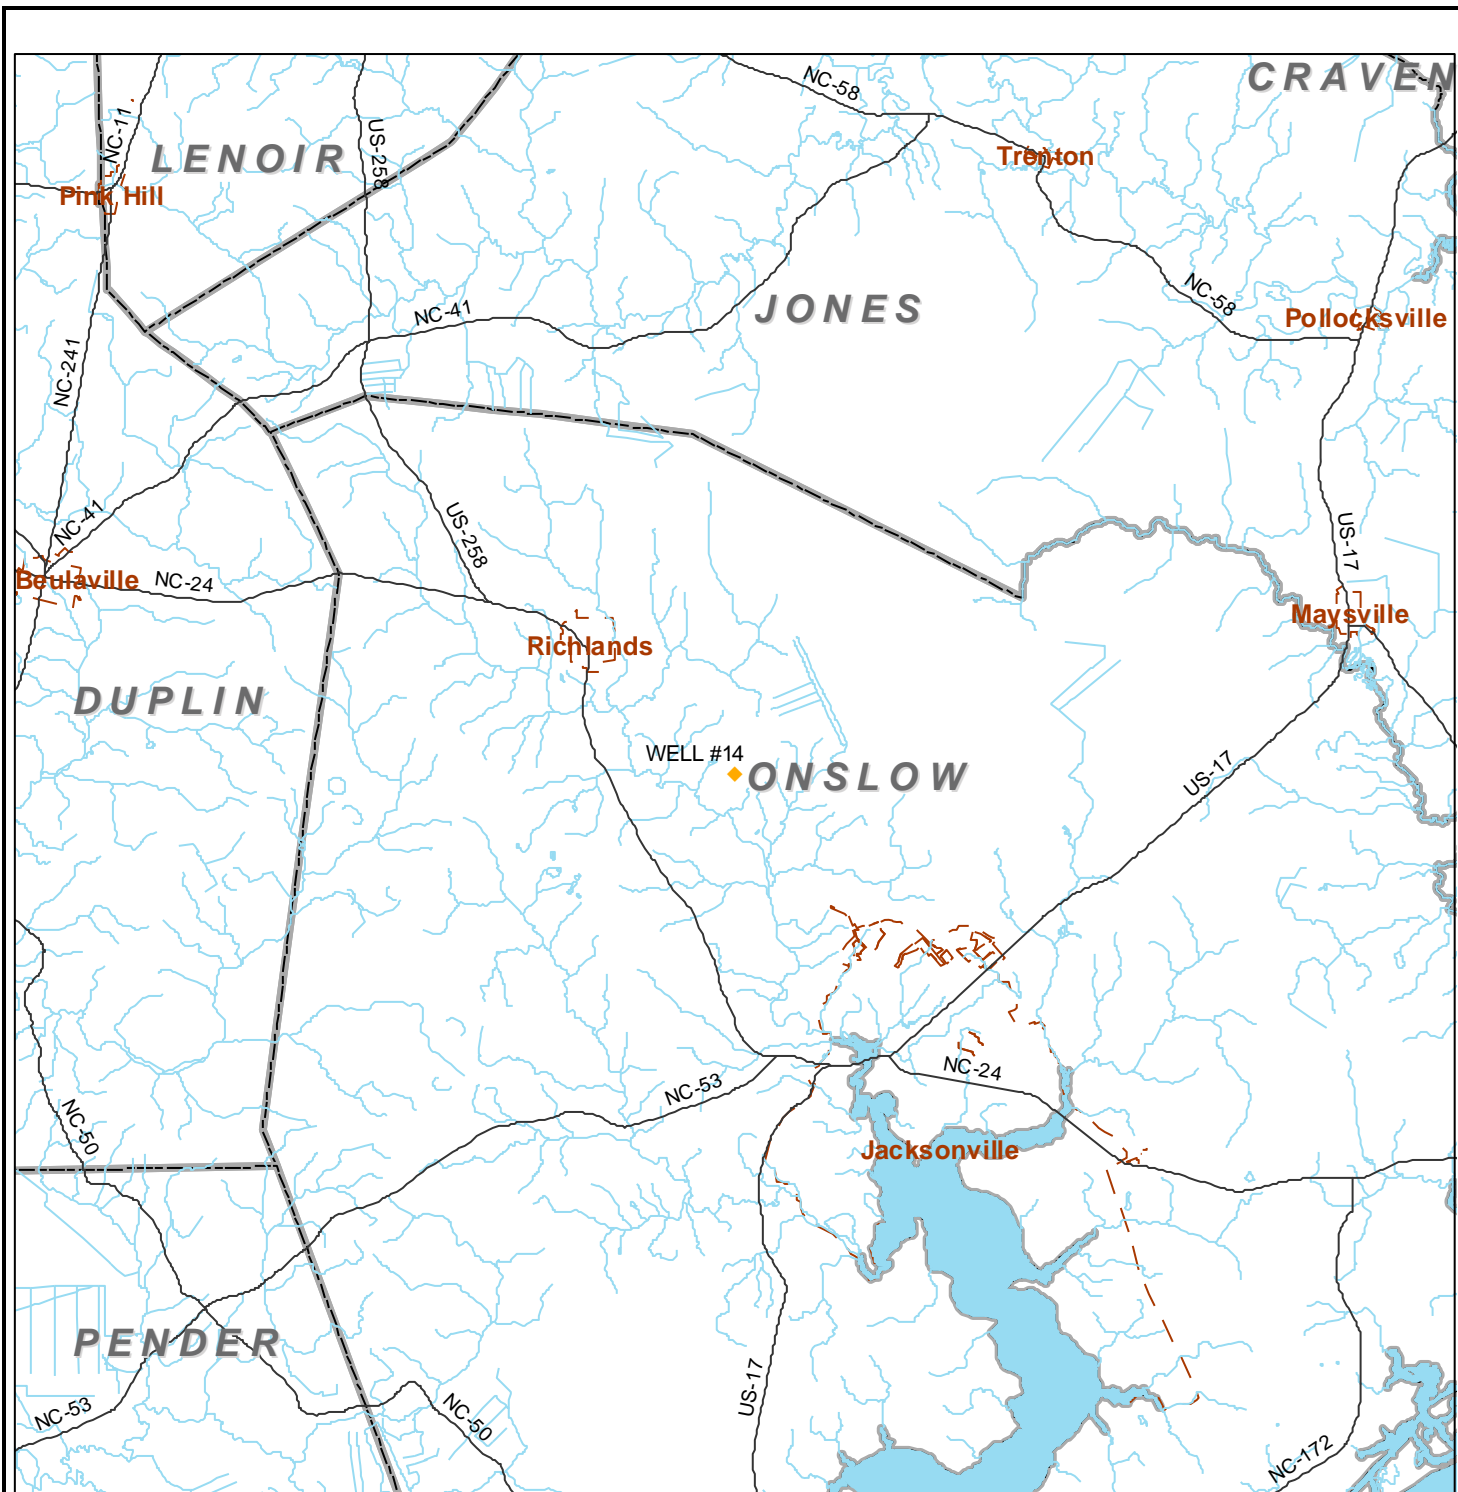 CRAVEN
NC-58
NC-11
US-258
LENOIR
Trenton
Pink Hill
NC-58
JONES
NC-41
Pollocksville
NC-241
NC-41
US-258
US-17
Beulaville
NC-24
Maysville
Richlands
DUPLIN
WELL #14
ONSLOW
US-17
NC-24
NC-53
NC-50
Jacksonville
PENDER
US-17
NC-53
NC-50
NC-172